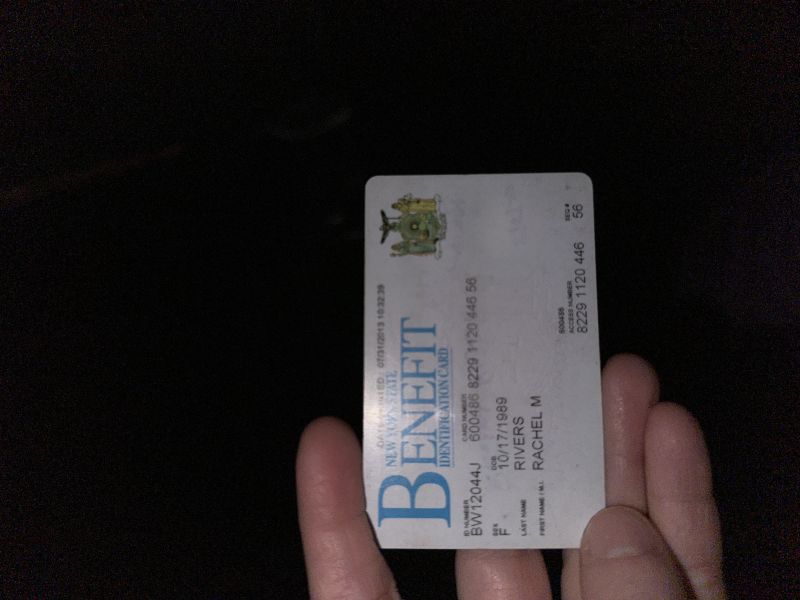 07/31/2013 10:32:39
NEW YORK STATE
BENEFIT
IDENTIFICATION CARD
ID NUMBER CARD NUMBER
BW12044J 600486 8229 1120 446 56
SEX DOB
F 10/17/1989
LAST NAME RIVERS
FIRST NAME / M.I. RACHEL M
600486
ACCESS NUMBER SEQ #
8229 1120 446 56